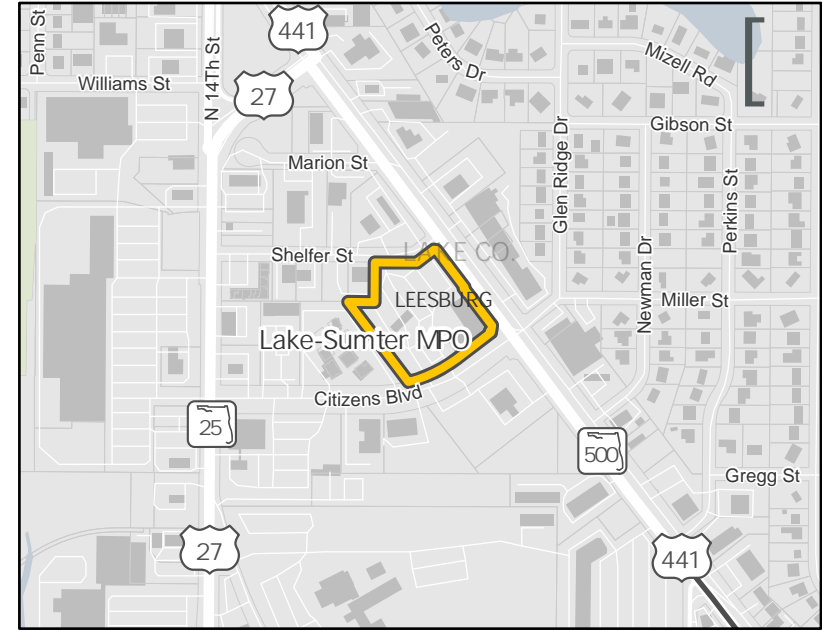 441
Penn St
Peters Dr
Mizell Rd
Williams St
27
N 14Th St
Gibson St
Marion St
Glen Ridge Dr
Perkins St
Shelfer St
LAKE CO.
Newman Dr
LEESBURG
Miller St
Lake-Sumter MPO
Citizens Blvd
25
500
Gregg St
27
441